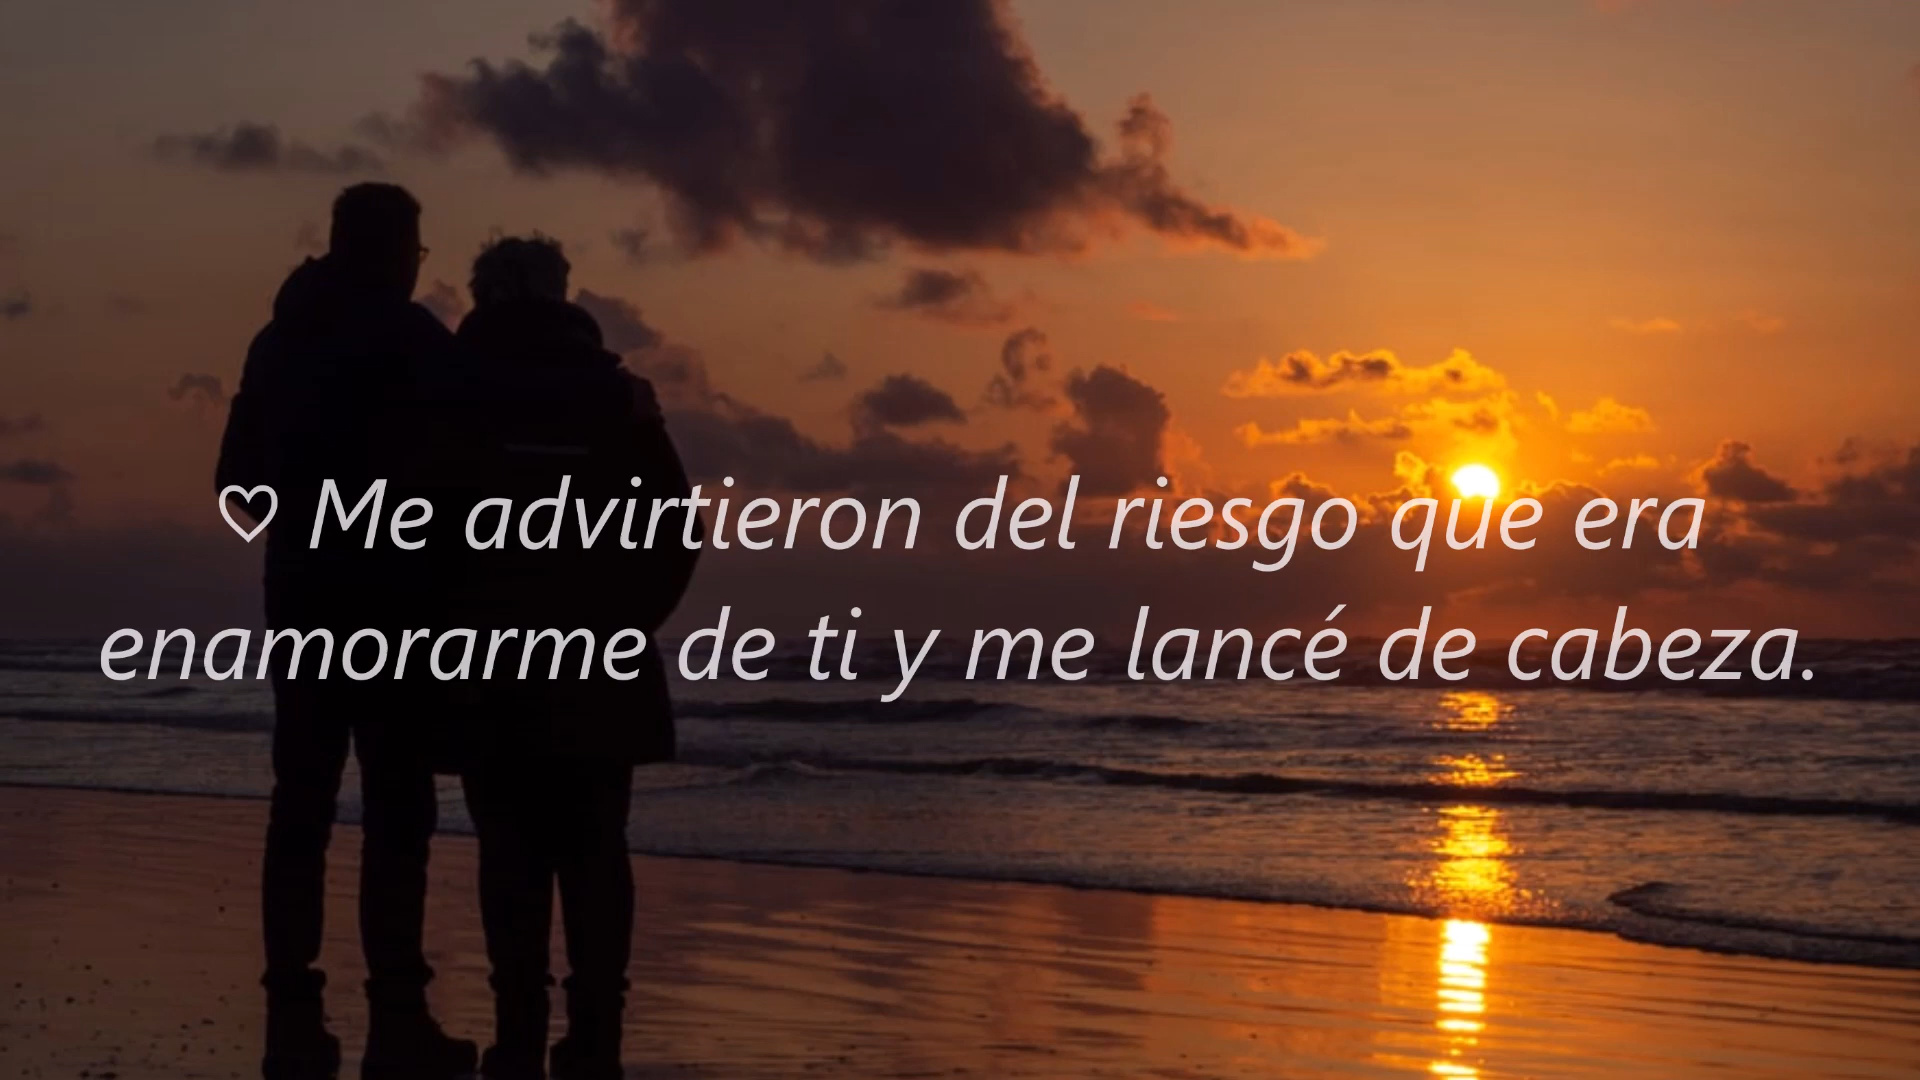 ♡ Me advirtieron del riesgo que era
enamorarme de ti y me lancé de cabeza.